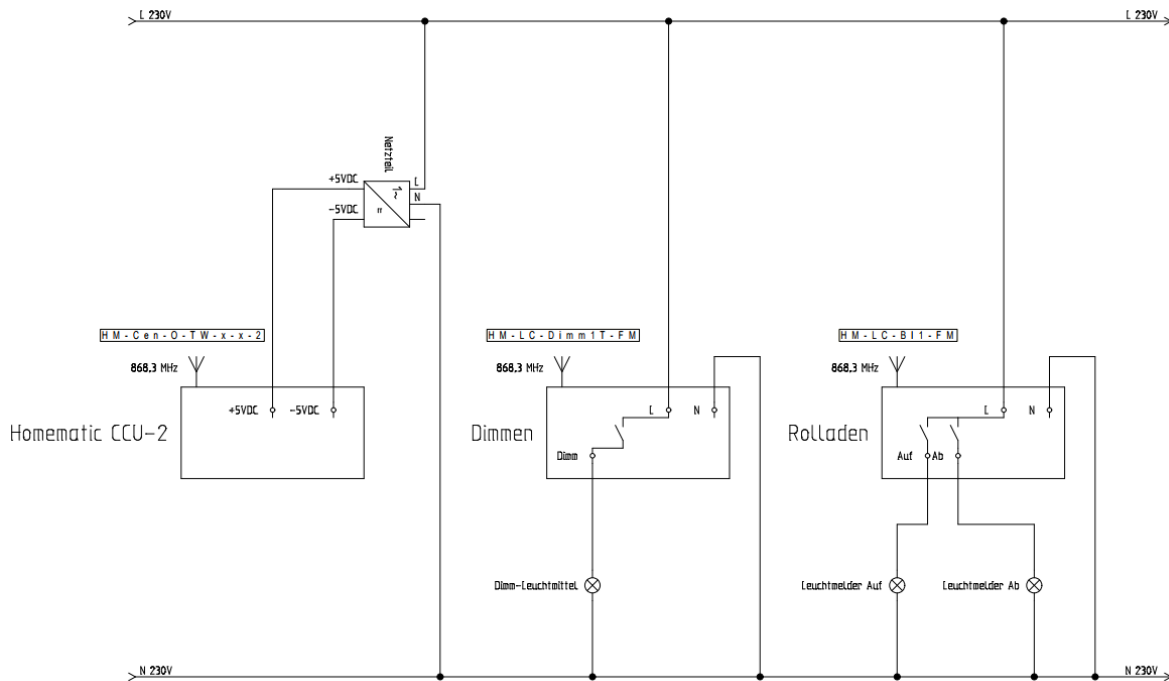 L 230V
L 230V
Netzteil
+5VDC
L
N
-5VDC
HM-Cen-O-TW-x-x-2
868,3 MHz
+5VDC
-5VDC
Homematic CCU-2
HM-LC-Dimm1T-FM
868,3 MHz
L
N
Dimmen
Dimm
Dimm-Leuchtmittel
HM-LC-Bl1-FM
868,3 MHz
L
N
Rolladen
Auf
Ab
Leuchtmelder Auf
Leuchtmelder Ab
N 230V
N 230V